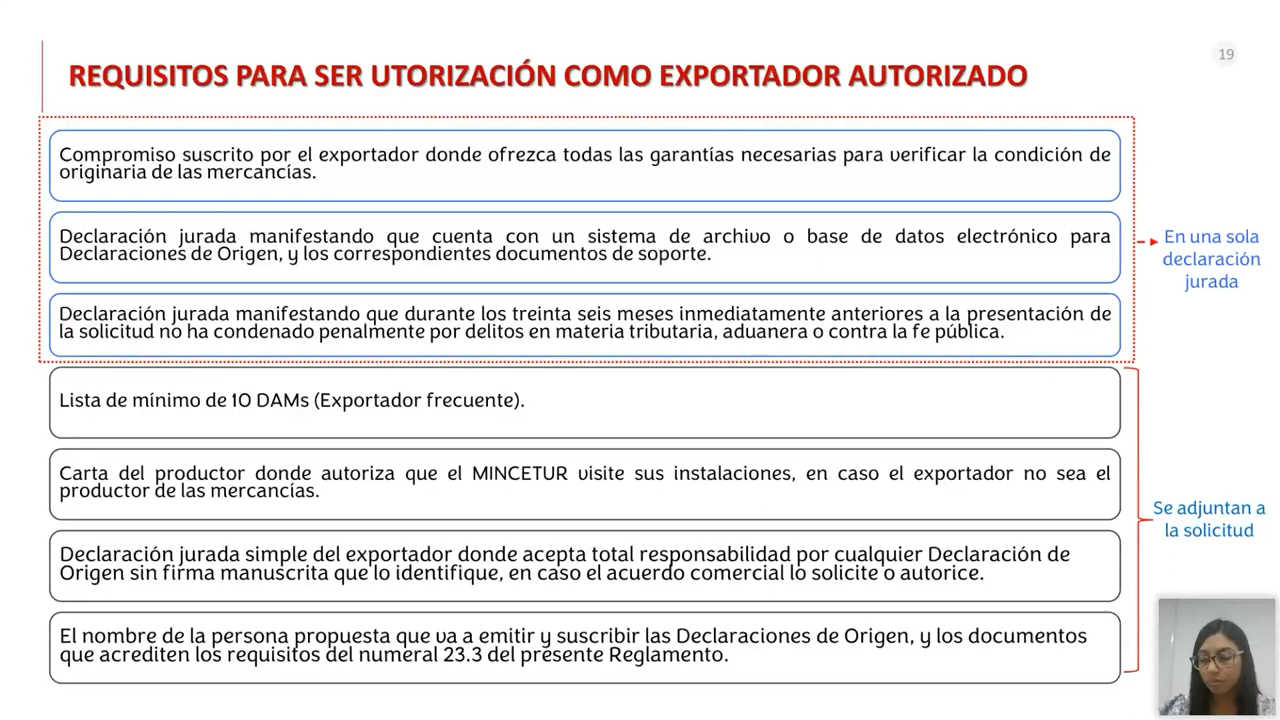 19
REQUISITOS PARA SER UTORIZACIÓN COMO EXPORTADOR AUTORIZADO
Compromiso suscrito por el exportador donde ofrezca todas las garantías necesarias para verificar la condición de
originaria de las mercancías.
Declaración jurada manifestando que cuenta con un sistema de archivo o base de datos electrónico para
Declaraciones de Origen, y los correspondientes documentos de soporte.
Declaración jurada manifestando que durante los treinta seis meses inmediatamente anteriores a la presentación de
la solicitud no ha condenado penalmente por delitos en materia tributaria, aduanera o contra la fe pública.
En una sola
declaración
jurada
Lista de mínimo de 10 DAMs (Exportador frecuente).
Carta del productor donde autoriza que el MINCETUR visite sus instalaciones, en caso el exportador no sea el
productor de las mercancías.
Declaración jurada simple del exportador donde acepta total responsabilidad por cualquier Declaración de
Origen sin firma manuscrita que lo identifique, en caso el acuerdo comercial lo solicite o autorice.
El nombre de la persona propuesta que va a emitir y suscribir las Declaraciones de Origen, y los documentos
que acrediten los requisitos del numeral 23.3 del presente Reglamento.
Se adjuntan a
la solicitud